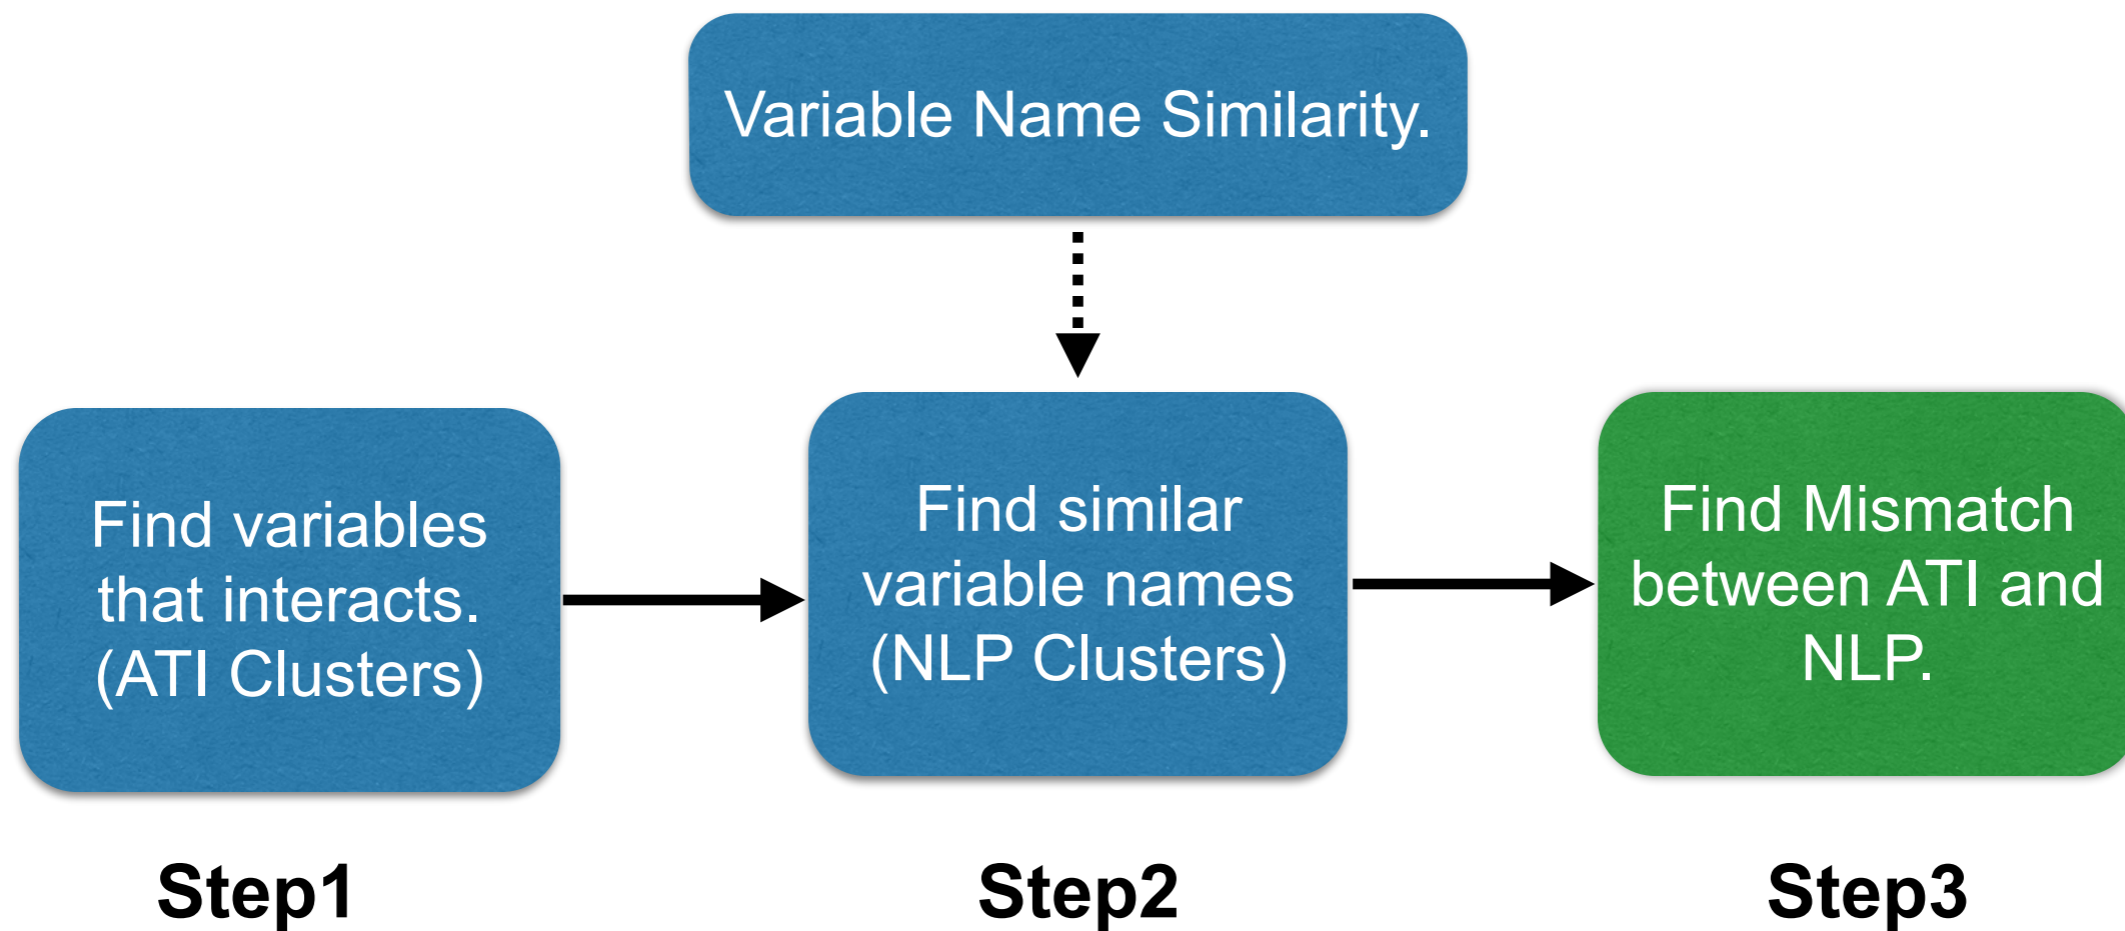 Variable Name Similarity.
Find variables
that interacts.
(ATI Clusters)
Find similar
variable names
(NLP Clusters)
Find Mismatch
between ATI and
NLP.
Step1
Step2
Step3